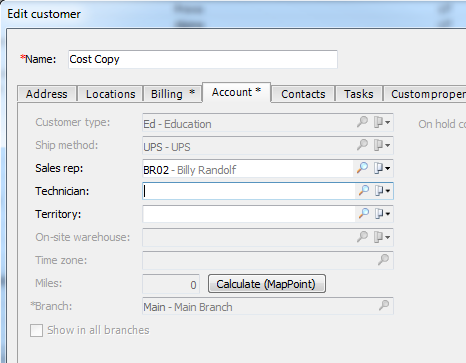 Edit customer
*Name: Cost Copy
Address Locations Billing * Account * Contacts Tasks Customproper
Customer type: Ed - Education On hold c
Ship method: UPS - UPS
Sales rep: BR02 - Billy Randolf
Technician:
Territory:
On-site warehouse:
Time zone:
Miles: 0 Calculate (MapPoint)
*Branch: Main - Main Branch
Show in all branches